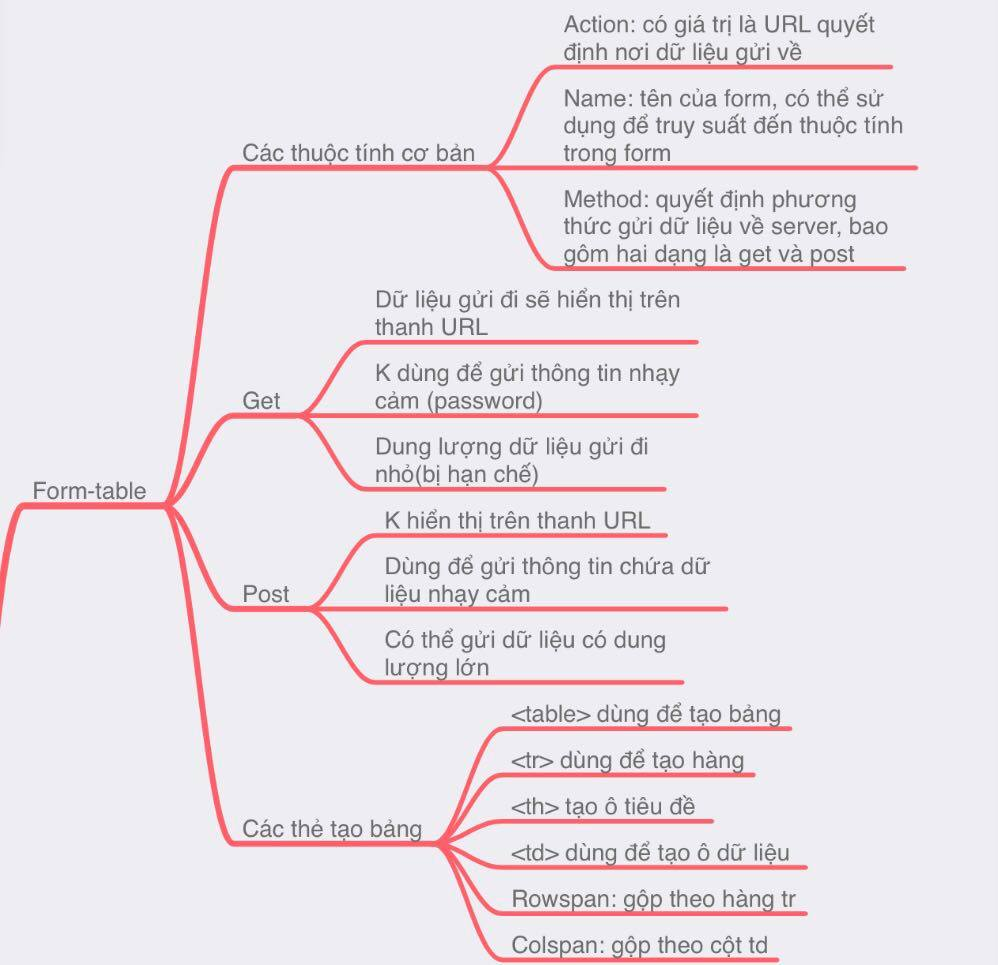 Action: có giá trị là URL quyết
định nơi dữ liệu gửi về
Name: tên của form, có thể sử
dụng để truy suất đến thuộc tính
trong form
Các thuộc tính cơ bản
Method: quyết định phương
thức gửi dữ liệu về server, bao
gôm hai dạng là get và post
Dữ liệu gửi đi sẽ hiển thị trên
thanh URL
K dùng để gửi thông tin nhạy
cảm (password)
Get
Dung lượng dữ liệu gửi đi
nhỏ(bị hạn chế)
Form-table
K hiển thị trên thanh URL
Dùng để gửi thông tin chứa dữ
liệu nhạy cảm
Post
Có thể gửi dữ liệu có dung
lượng lớn
<table> dùng để tạo bảng
<tr> dùng để tạo hàng
<th> tạo ô tiêu đề
Các thẻ tạo bảng
<td> dùng để tạo ô dữ liệu
Rowspan: gộp theo hàng tr
Colspan: gộp theo cột td